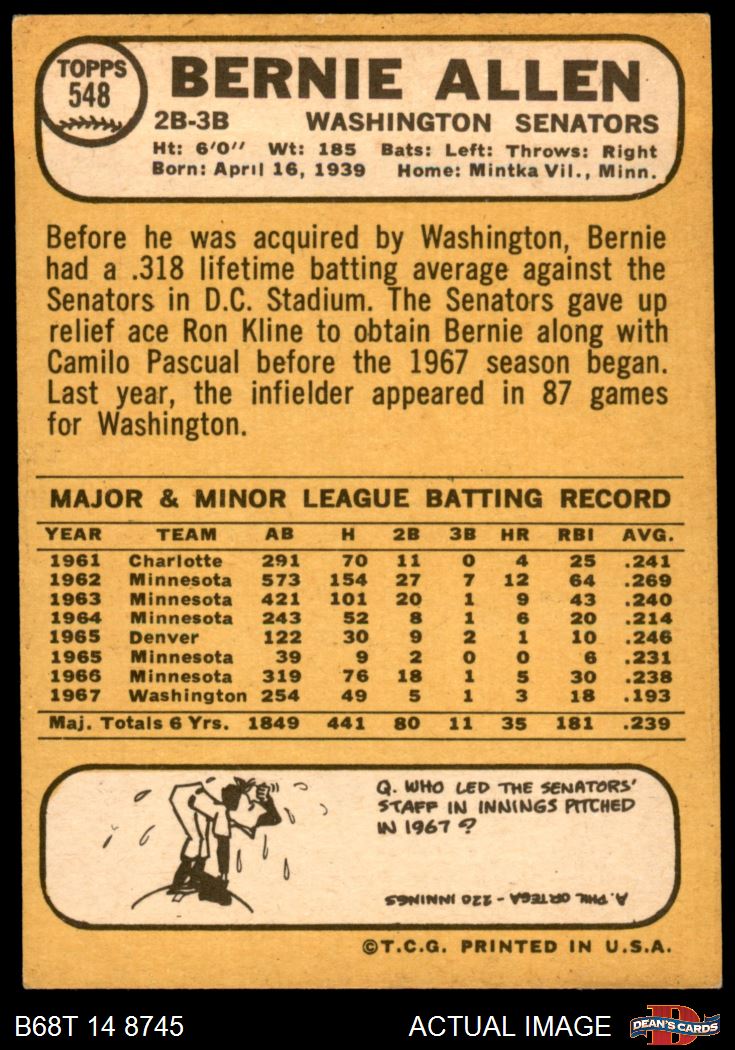 TOPPS
548
BERNIE ALLEN
2B-3B WASHINGTON SENATORS
Ht: 6'0" Wt: 185 Bats: Left: Throws: Right
Born: April 16, 1939 Home: Mintka Vil., Minn.
Before he was acquired by Washington, Bernie
had a .318 lifetime batting average against the
Senators in D.C. Stadium. The Senators gave up
relief ace Ron Kline to obtain Bernie along with
Camilo Pascual before the 1967 season began.
Last year, the infielder appeared in 87 games
for Washington.
MAJOR & MINOR LEAGUE BATTING RECORD
YEAR TEAM AB H 2B 3B HR RBI AVG.
1961 Charlotte 291 70 11 0 4 25 .241
1962 Minnesota 573 154 27 7 12 64 .269
1963 Minnesota 421 101 20 1 9 43 .240
1964 Minnesota 243 52 8 1 6 20 .214
1965 Denver 122 30 9 2 1 10 .246
1965 Minnesota 39 9 2 0 0 6 .231
1966 Minnesota 319 76 18 1 5 30 .238
1967 Washington 254 49 5 1 3 18 .193
Maj. Totals 6 Yrs. 1849 441 80 11 35 181 .239
Q. WHO LED THE SENATORS'
STAFF IN INNINGS PITCHED
IN 1967?
A. PHIL ORTEGA - 220 INNINGS
©T.C.G. PRINTED IN U.S.A.
B68T 14 8745 ACTUAL IMAGE D DEAN'S CARDS